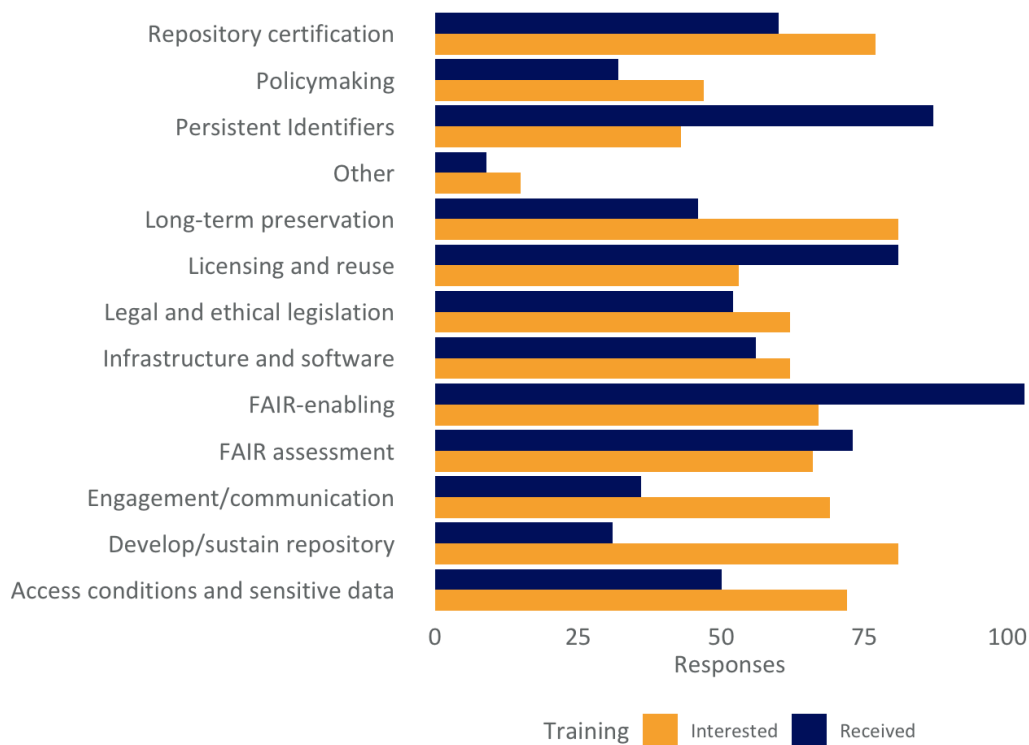 Repository certification
Policymaking
Persistent Identifiers
Other
Long-term preservation
Licensing and reuse
Legal and ethical legislation
Infrastructure and software
FAIR-enabling
FAIR assessment
Engagement/communication
Develop/sustain repository
Access conditions and sensitive data
0 25 50 75 100
Responses
Training Interested Received